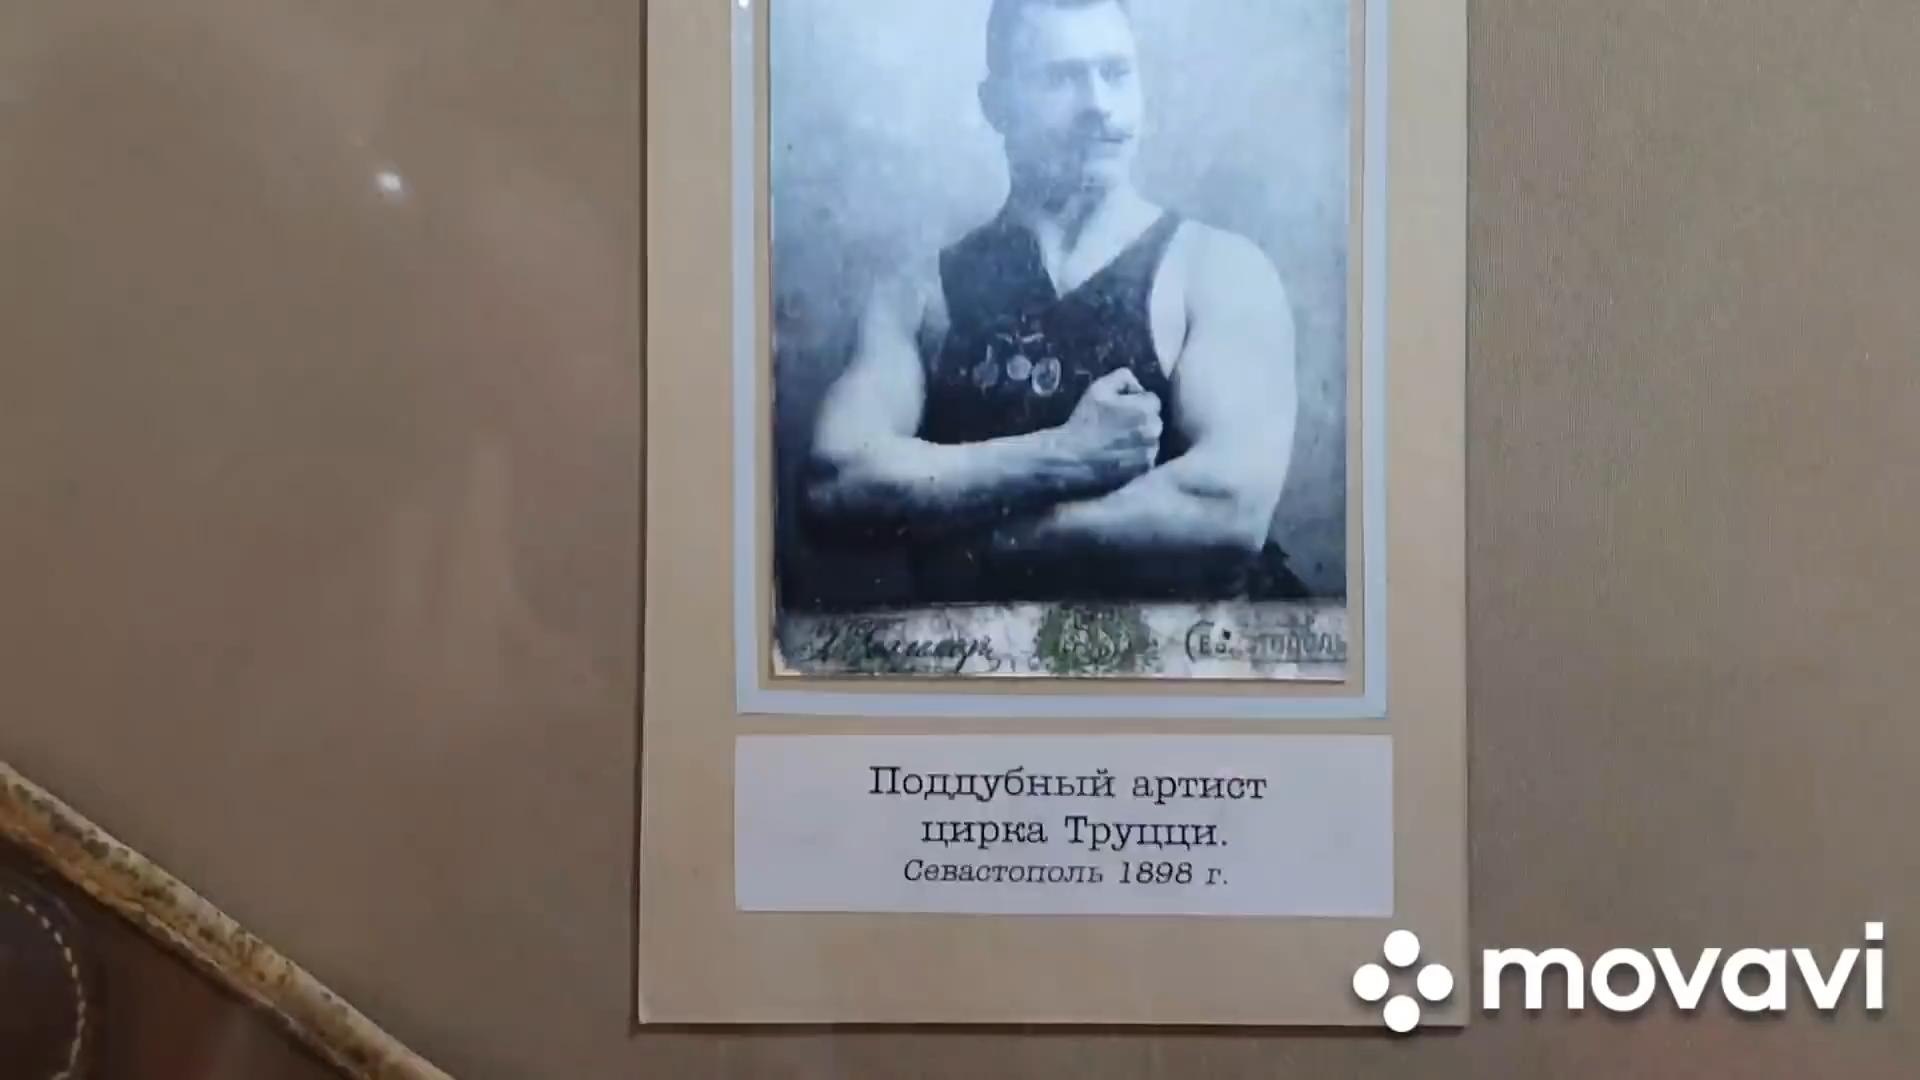 Поддубный артист
цирка Труцци.
Севастополь 1898 г.
movavi